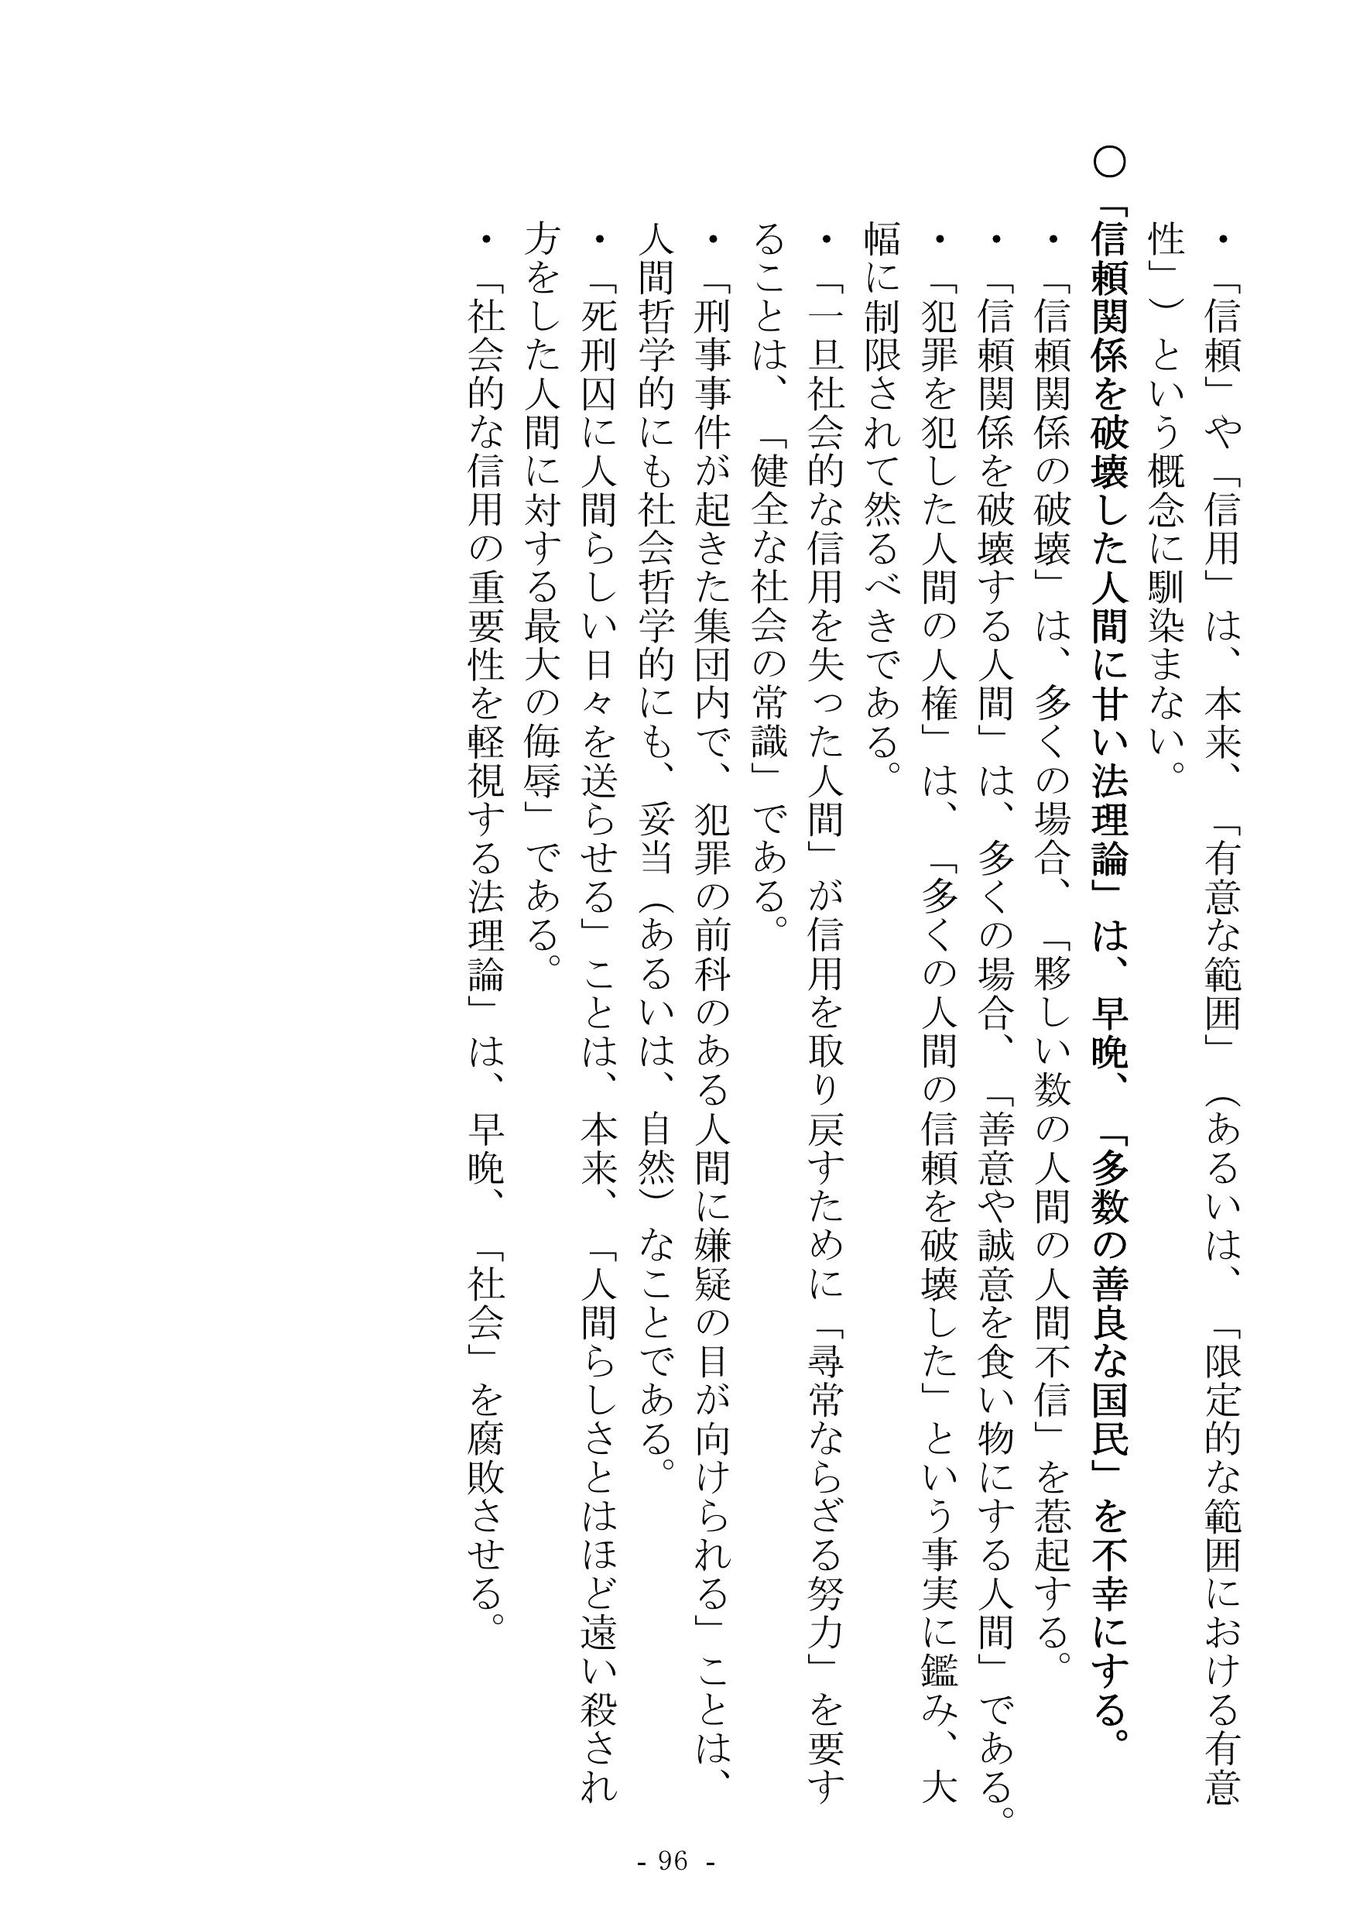 ・「信頼」や「信用」は、本来、「有意な範囲」（あるいは、「限定的な範囲における有意
性」）という概念に馴染まない。
〇「信頼関係を破壊した人間に甘い法理論」は、早晩、「多数の善良な国民」を不幸にする。
・「信頼関係の破壊」は、多くの場合、「夥しい数の人間の人間不信」を惹起する。
・「信頼関係を破壊する人間」は、多くの場合、「善意や誠意を食い物にする人間」である。
・「犯罪を犯した人間の人権」は、「多くの人間の信頼を破壊した」という事実に鑑み、大
幅に制限されて然るべきである。
・「一旦社会的な信用を失った人間」が信用を取り戻すために「尋常ならざる努力」を要す
ることは、「健全な社会の常識」である。
・「刑事事件が起きた集団内で、犯罪の前科のある人間に嫌疑の目が向けられる」ことは、
人間哲学的にも社会哲学的にも、妥当（あるいは、自然）なことである。
・「死刑囚に人間らしい日々を送らせる」ことは、本来、「人間らしさとはほど遠い殺され
方をした人間に対する最大の侮辱」である。
・「社会的な信用の重要性を軽視する法理論」は、早晩、「社会」を腐敗させる。
- 96 -